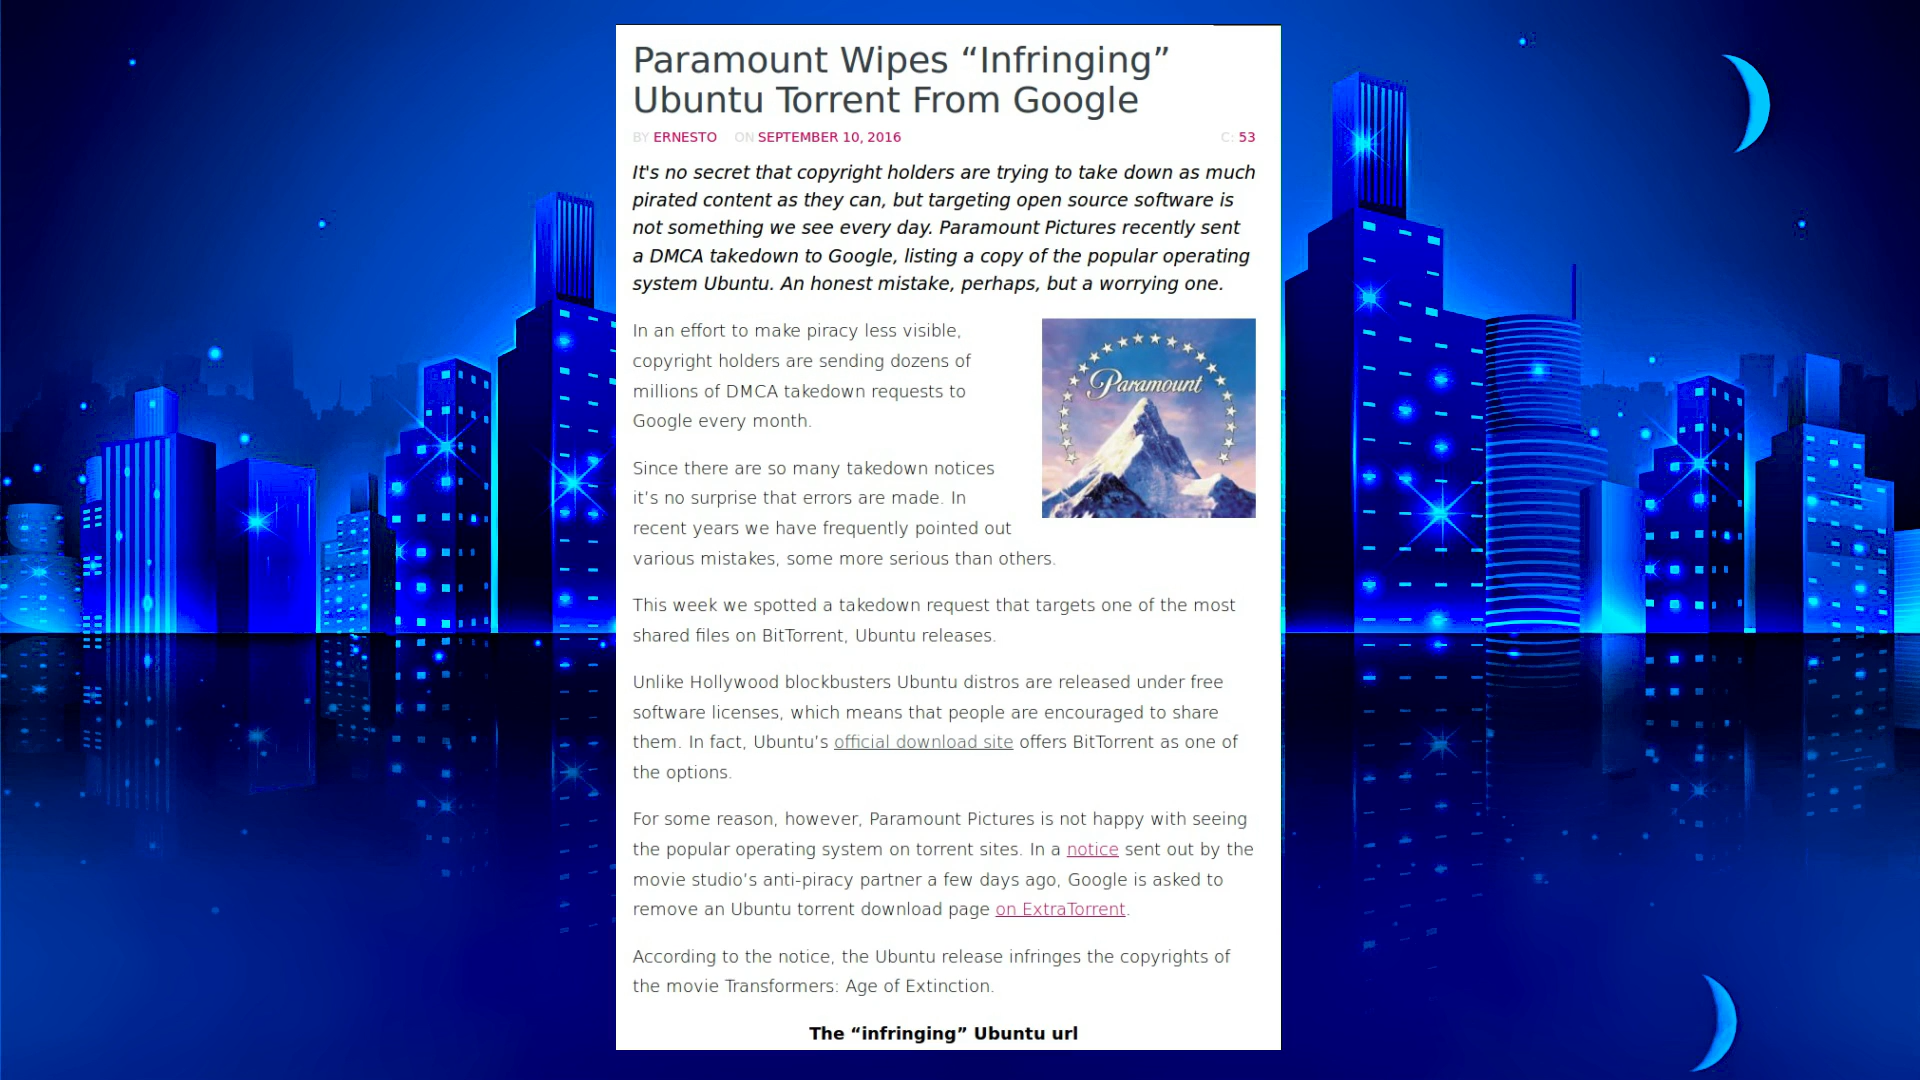 Paramount Wipes “Infringing”
Ubuntu Torrent From Google
BY ERNESTO ON SEPTEMBER 10, 2016 C: 53
It's no secret that copyright holders are trying to take down as much
pirated content as they can, but targeting open source software is
not something we see every day. Paramount Pictures recently sent
a DMCA takedown to Google, listing a copy of the popular operating
system Ubuntu. An honest mistake, perhaps, but a worrying one.
In an effort to make piracy less visible,
copyright holders are sending dozens of
millions of DMCA takedown requests to
Google every month.
Paramount
Since there are so many takedown notices
it’s no surprise that errors are made. In
recent years we have frequently pointed out
various mistakes, some more serious than others.
This week we spotted a takedown request that targets one of the most
shared files on BitTorrent, Ubuntu releases.
Unlike Hollywood blockbusters Ubuntu distros are released under free
software licenses, which means that people are encouraged to share
them. In fact, Ubuntu’s official download site offers BitTorrent as one of
the options.
For some reason, however, Paramount Pictures is not happy with seeing
the popular operating system on torrent sites. In a notice sent out by the
movie studio’s anti-piracy partner a few days ago, Google is asked to
remove an Ubuntu torrent download page on ExtraTorrent.
According to the notice, the Ubuntu release infringes the copyrights of
the movie Transformers: Age of Extinction.
The “infringing” Ubuntu url